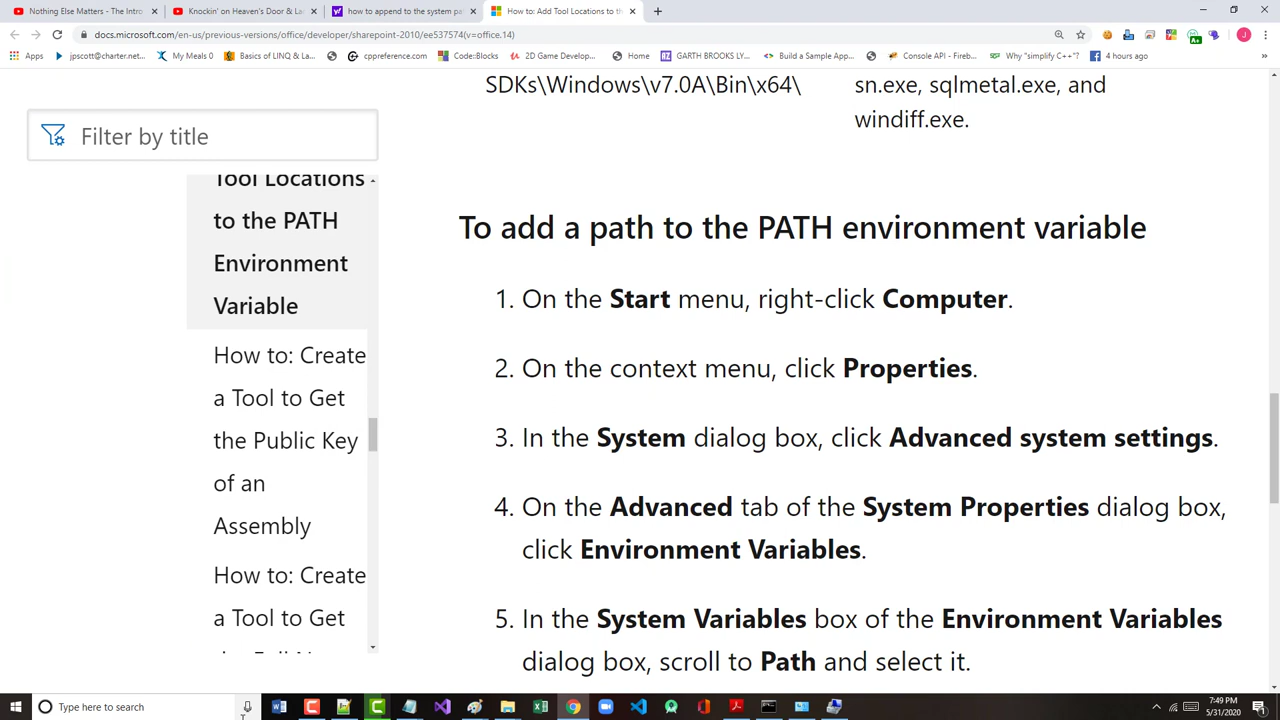 Nothing Else Matters - The Intro
Knockin' on Heaven's Door & La
how to append to the system pa
How to: Add Tool Locations to th
docs.microsoft.com/en-us/previous-versions/office/developer/sharepoint-2010/ee537574(v=office.14)
Apps
jpscott@charter.net...
My Meals 0
Basics of LINQ & La...
cppreference.com
Code::Blocks
2D Game Develop...
Home
GARTH BROOKS LY...
Build a Sample App...
Console API - Fireb...
Why "simplify C++"?
4 hours ago
SDKs\Windows\v7.0A\Bin\x64\
sn.exe, sqlmetal.exe, and
windiff.exe.
Filter by title
Tool Locations
to the PATH
Environment
Variable
How to: Create
a Tool to Get
the Public Key
of an
Assembly
How to: Create
a Tool to Get
To add a path to the PATH environment variable
1. On the Start menu, right-click Computer.
2. On the context menu, click Properties.
3. In the System dialog box, click Advanced system settings.
4. On the Advanced tab of the System Properties dialog box,
click Environment Variables.
5. In the System Variables box of the Environment Variables
dialog box, scroll to Path and select it.
Type here to search
7:49 PM
5/31/2020